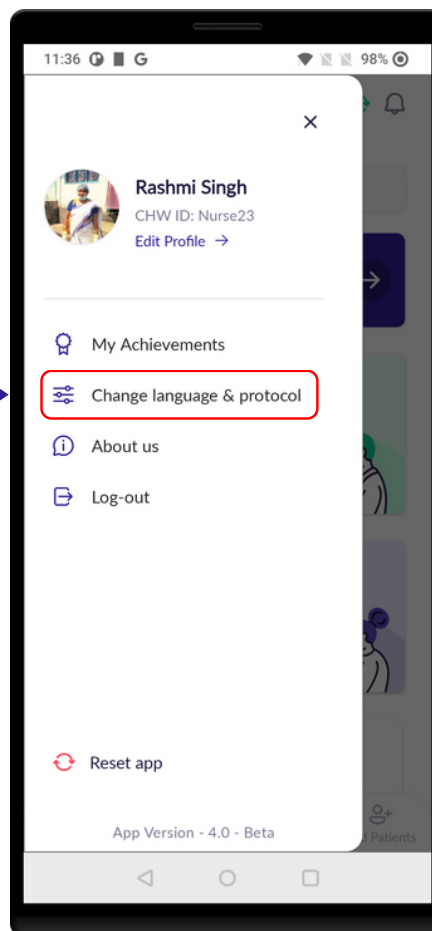 11:36 G 98%
Rashmi Singh
CHW ID: Nurse23
Edit Profile →
My Achievements
Change language & protocol
About us
Log-out
Reset app
App Version - 4.0 - Beta
Patients